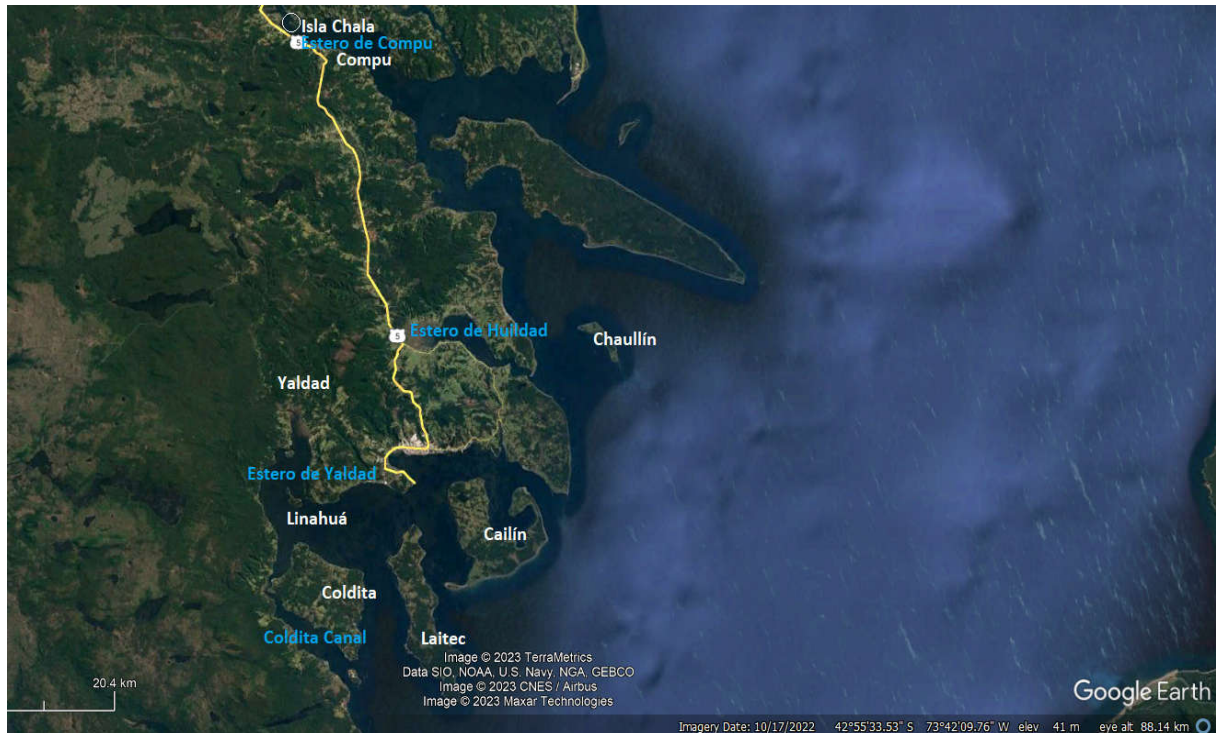 Isla Chala
Estero de Compu
5
Compu
Estero de Huildad
5
Chaullín
Yaldad
Estero de Yaldad
Linahuá
Cailín
Coldita
Coldita Canal
Laitec
Image © 2023 TerraMetrics
Data SIO, NOAA, U.S. Navy, NGA, GEBCO
Image © 2023 CNES / Airbus
Image © 2023 Maxar Technologies
20.4 km
Google Earth
Imagery Date: 10/17/2022 42°55'33.53" S 73°42'09.76" W elev 41 m eye alt 88.14 km